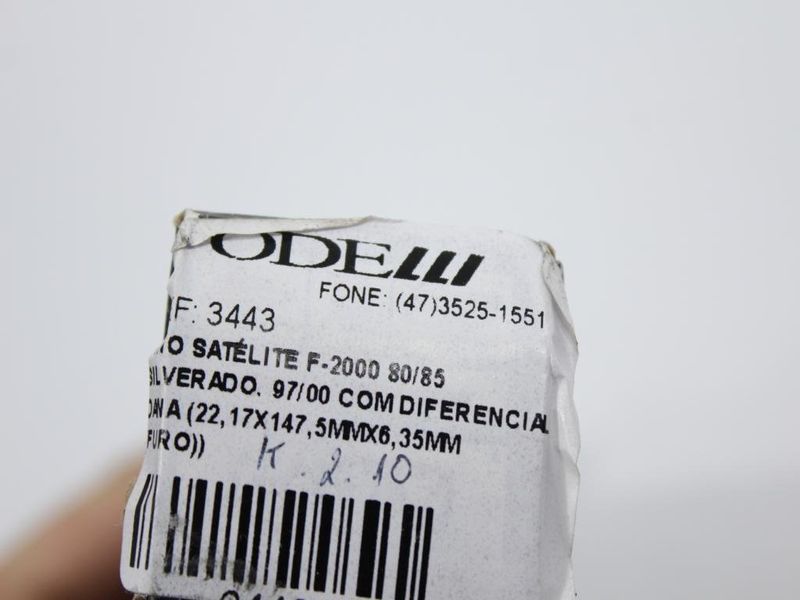 ODE
FONE: (47)3525-1551
F: 3443
O SATÉLITE F-2000 80/85
SILVERADO. 97/00 COM DIFERENCIAL
DANA (22,17X147,5MMX6,35MM
FURO))
K. 2.10